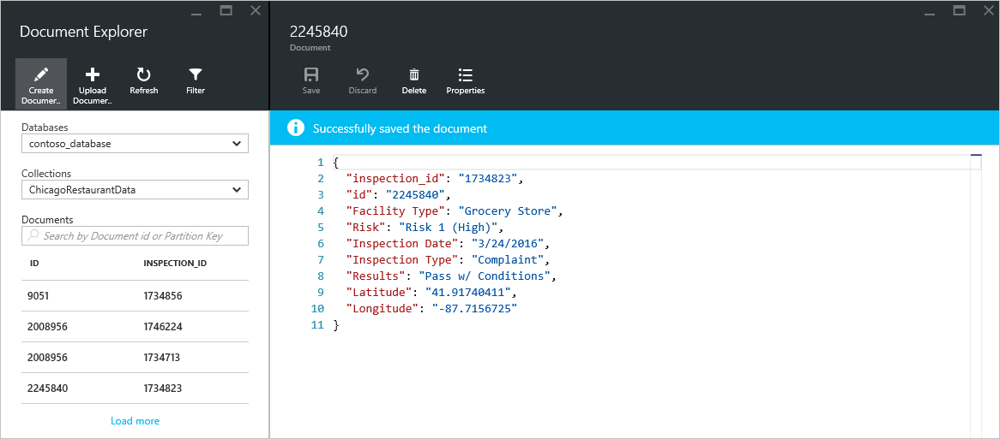 Document Explorer
Create Documer..
Upload Documer..
Refresh
Filter
Databases
contoso_database
Collections
ChicagoRestaurantData
Documents
Search by Document id or Partition Key
ID INSPECTION_ID
9051 1734856
2008956 1746224
2008956 1734713
2245840 1734823
Load more
2245840
Document
Save
Discard
Delete
Properties
Successfully saved the document
1 {
2 "inspection_id": "1734823",
3 "id": "2245840",
4 "Facility Type": "Grocery Store",
5 "Risk": "Risk 1 (High)",
6 "Inspection Date": "3/24/2016",
7 "Inspection Type": "Complaint",
8 "Results": "Pass w/ Conditions",
9 "Latitude": "41.91740411",
10 "Longitude": "-87.7156725"
11 }